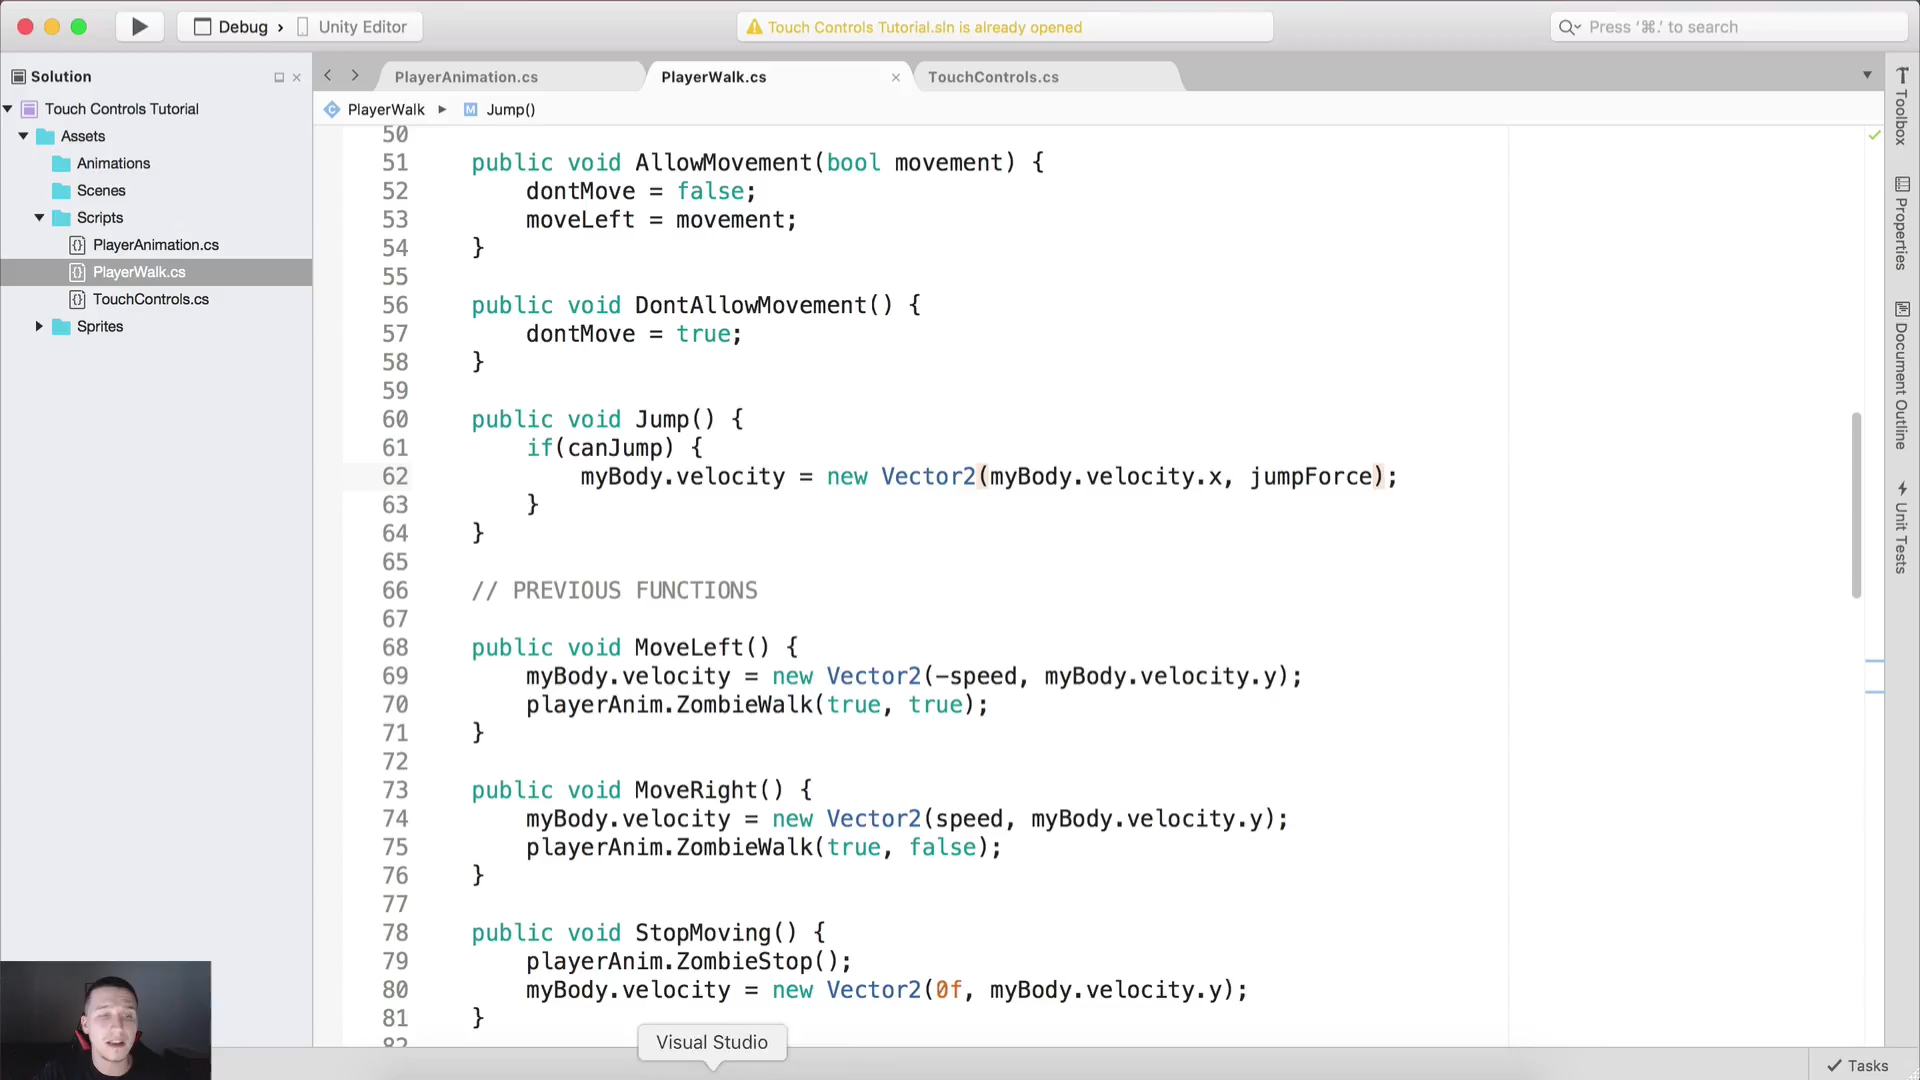 Debug › Unity Editor
Touch Controls Tutorial.sln is already opened
Press '⌘.' to search
Solution
PlayerAnimation.cs
PlayerWalk.cs
TouchControls.cs
Touch Controls Tutorial
Assets
Animations
Scenes
Scripts
PlayerAnimation.cs
PlayerWalk.cs
TouchControls.cs
Sprites
PlayerWalk ▸ M Jump()
50
51 public void AllowMovement(bool movement) {
52 dontMove = false;
53 moveLeft = movement;
54 }
55
56 public void DontAllowMovement() {
57 dontMove = true;
58 }
59
60 public void Jump() {
61 if(canJump) {
62 myBody.velocity = new Vector2(myBody.velocity.x, jumpForce);
63 }
64 }
65
66 // PREVIOUS FUNCTIONS
67
68 public void MoveLeft() {
69 myBody.velocity = new Vector2(-speed, myBody.velocity.y);
70 playerAnim.ZombieWalk(true, true);
71 }
72
73 public void MoveRight() {
74 myBody.velocity = new Vector2(speed, myBody.velocity.y);
75 playerAnim.ZombieWalk(true, false);
76 }
77
78 public void StopMoving() {
79 playerAnim.ZombieStop();
80 myBody.velocity = new Vector2(0f, myBody.velocity.y);
81 }
82
Toolbox
Properties
Document Outline
Unit Tests
Visual Studio
Tasks